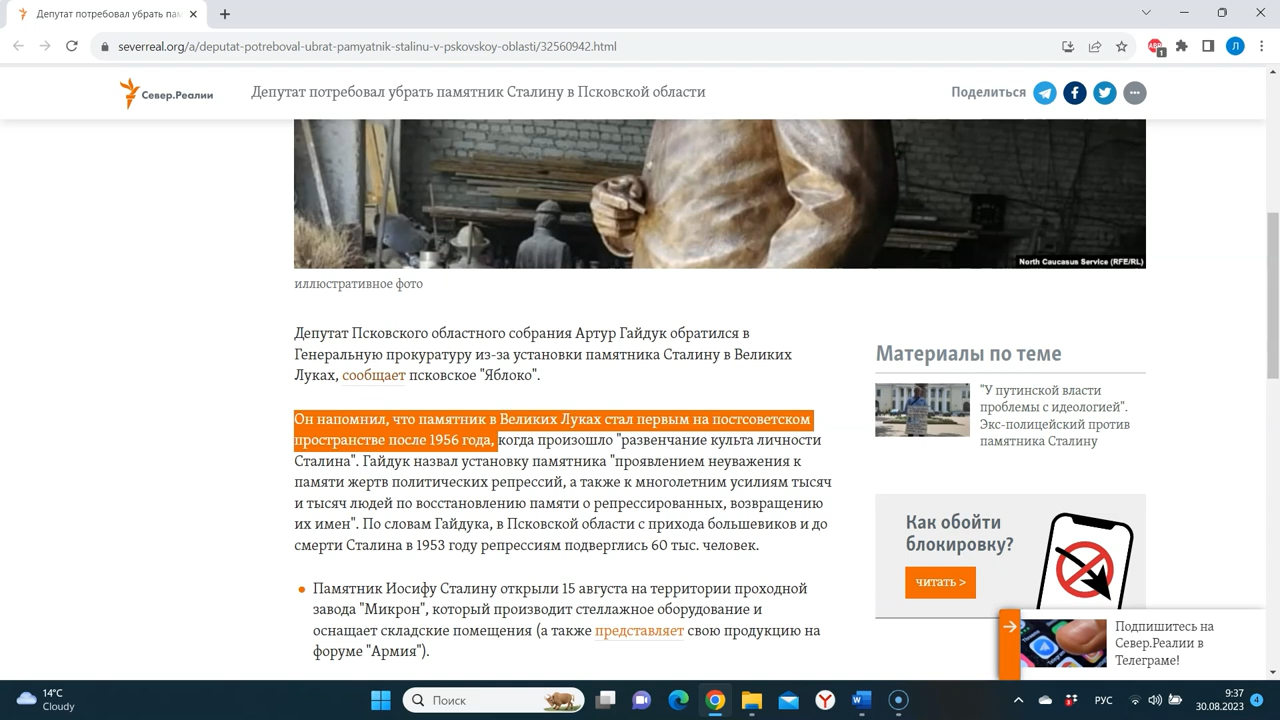 Депутат потребовал убрать пам
severreal.org/a/deputat-potreboval-ubrat-pamyatnik-stalinu-v-pskovskoy-oblasti/32560942.html
ABP
1
Л
Север.Реалии
Депутат потребовал убрать памятник Сталину в Псковской области
Поделиться
North Caucasus Service (RFE/RL)
иллюстративное фото
Депутат Псковского областного собрания Артур Гайдук обратился в
Генеральную прокуратуру из-за установки памятника Сталину в Великих
Луках, сообщает псковское "Яблоко".
Он напомнил, что памятник в Великих Луках стал первым на постсоветском
пространстве после 1956 года, когда произошло "развенчание культа личности
Сталина". Гайдук назвал установку памятника "проявлением неуважения к
памяти жертв политических репрессий, а также к многолетним усилиям тысяч
и тысяч людей по восстановлению памяти о репрессированных, возвращению
их имен". По словам Гайдука, в Псковской области с прихода большевиков и до
смерти Сталина в 1953 году репрессиям подверглись 60 тыс. человек.
Памятник Иосифу Сталину открыли 15 августа на территории проходной
завода "Микрон", который производит стеллажное оборудование и
оснащает складские помещения (а также представляет свою продукцию на
форуме "Армия").
Материалы по теме
"У путинской власти
проблемы с идеологией".
Экс-полицейский против
памятника Сталину
Как обойти
блокировку?
читать >
Подпишитесь на
Север.Реалии в
Телеграме!
14°C
Cloudy
Поиск
РУС
9:37
30.08.2023
4